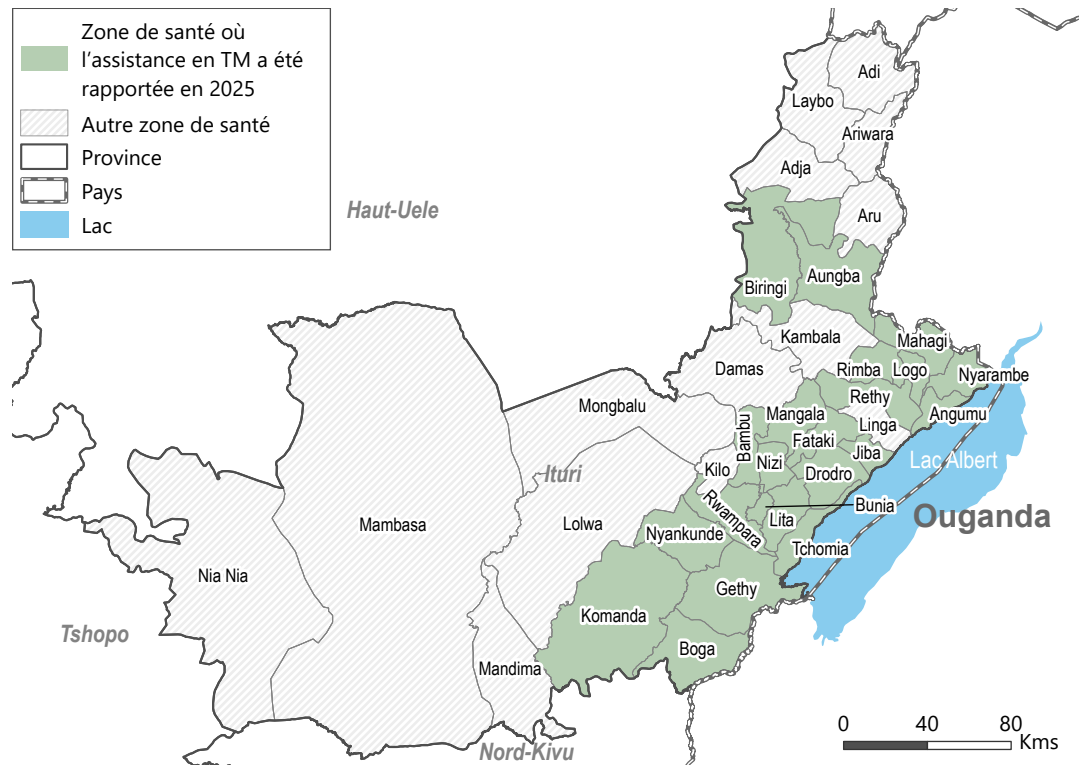 Zone de santé où
l'assistance en TM a été
rapportée en 2025
Autre zone de santé
Province
Pays
Lac
Adi
Laybo
Ariwara
Adja
Aru
Haut-Uele
Biringi
Aungba
Kambala
Mahagi
Damas
Rimba
Logo
Nyarambe
Mongbalu
Rethy
Angumu
Mangala
Linga
Bambu
Fataki
Jiba
Lac Albert
Kilo
Nizi
Drodro
Ituri
Rwampara
Bunia
Ouganda
Mambasa
Lolwa
Lita
Nyankunde
Tchomia
Nia Nia
Gethy
Komanda
Tshopo
Boga
Mandima
Nord-Kivu
0 40 80
Kms